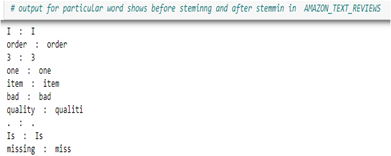 # output for particular word shows before steminng and after stemmin in AMAZON_TEXT_REVIEWS
I : I
order : order
3 : 3
one : one
item : item
bad : bad
quality : qualiti
. : .
Is : Is
missing : miss